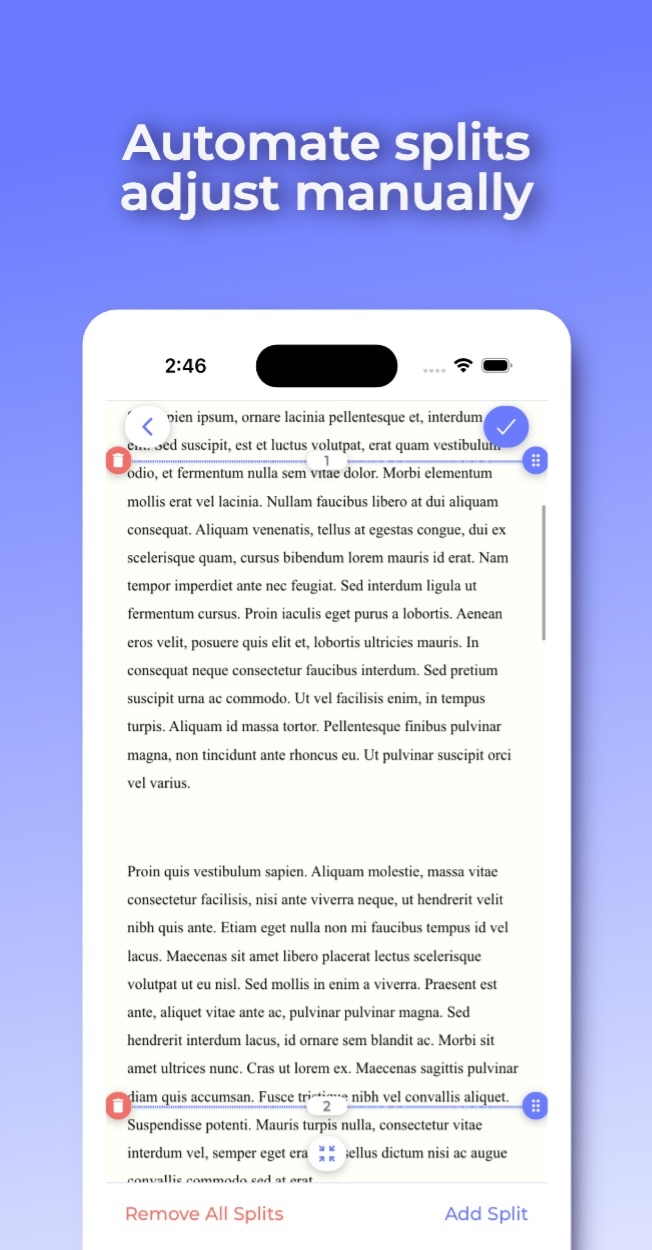 Automate splits
adjust manually
2:46
pien ipsum, ornare lacinia pellentesque et, interdum
Sed suscipit, est et luctus volutpat, erat quam vestibulum
1
odio, et fermentum nulla sem vitae dolor. Morbi elementum
mollis erat vel lacinia. Nullam faucibus libero at dui aliquam
consequat. Aliquam venenatis, tellus at egestas congue, dui ex
scelerisque quam, cursus bibendum lorem mauris id erat. Nam
tempor imperdiet ante nec feugiat. Sed interdum ligula ut
fermentum cursus. Proin iaculis eget purus a lobortis. Aenean
eros velit, posuere quis elit et, lobortis ultricies mauris. In
consequat neque consectetur faucibus interdum. Sed pretium
suscipit urna ac commodo. Ut vel facilisis enim, in tempus
turpis. Aliquam id massa tortor. Pellentesque finibus pulvinar
magna, non tincidunt ante rhoncus eu. Ut pulvinar suscipit orci
vel varius.
Proin quis vestibulum sapien. Aliquam molestie, massa vitae
consectetur facilisis, nisi ante viverra neque, ut hendrerit velit
nibh quis ante. Etiam eget nulla non mi faucibus tempus id vel
lacus. Maecenas sit amet libero placerat lectus scelerisque
volutpat ut eu nisl. Sed mollis in enim a viverra. Praesent est
ante, aliquet vitae ante ac, pulvinar pulvinar magna. Sed
hendrerit interdum lacus, id ornare sem blandit ac. Morbi sit
amet ultrices nunc. Cras ut lorem ex. Maecenas sagittis pulvinar
diam quis accumsan. Fusce tristique nibh vel convallis aliquet.
2
Suspendisse potenti. Mauris turpis nulla, consectetur vitae
interdum vel, semper eget era sellus dictum nisi ac augue
convallis commodo sed at erat
Remove All Splits
Add Split